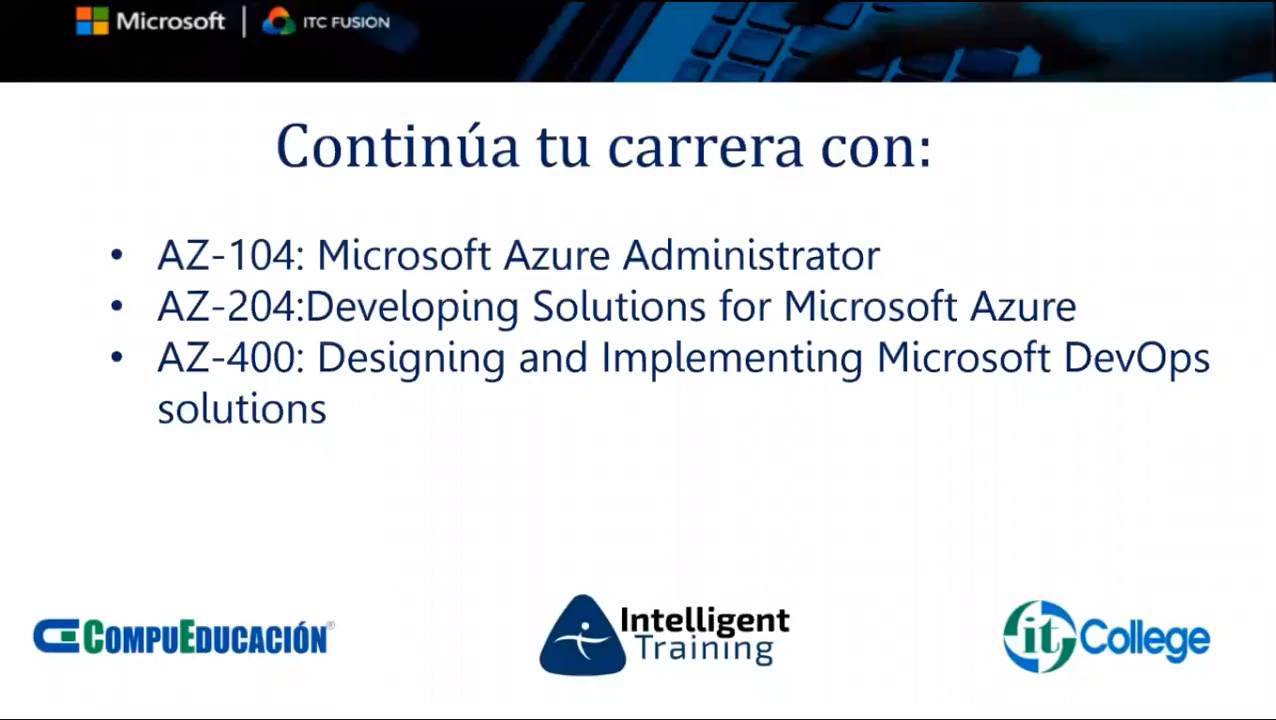 Microsoft | ITC FUSION
Continúa tu carrera con:
• AZ-104: Microsoft Azure Administrator
• AZ-204:Developing Solutions for Microsoft Azure
• AZ-400: Designing and Implementing Microsoft DevOps
solutions
COMPUEDUCACIÓN®
Intelligent
Training
it College